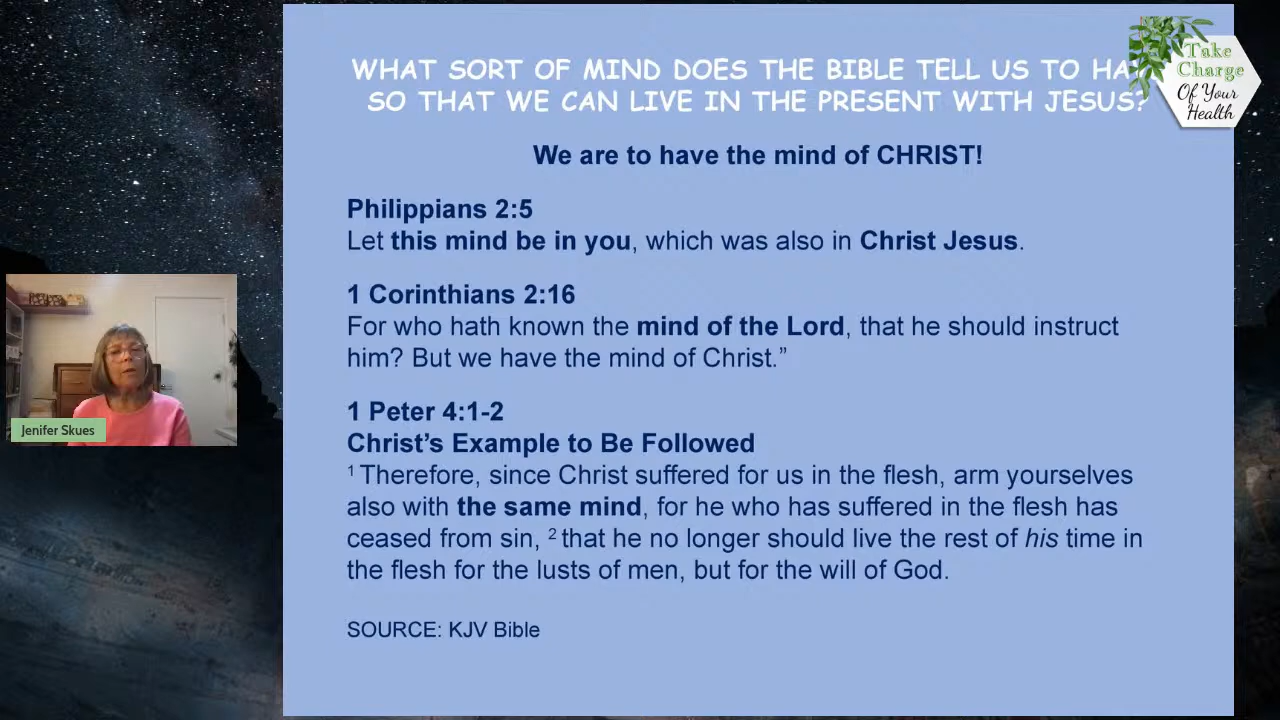 WHAT SORT OF MIND DOES THE BIBLE TELL US TO
SO THAT WE CAN LIVE IN THE PRESENT WITH JESUS?
Take
Charge
Of Your
Health
We are to have the mind of CHRIST!
Philippians 2:5
Let this mind be in you, which was also in Christ Jesus.
1 Corinthians 2:16
For who hath known the mind of the Lord, that he should instruct
him? But we have the mind of Christ.”
1 Peter 4:1-2
Christ’s Example to Be Followed
1 Therefore, since Christ suffered for us in the flesh, arm yourselves
also with the same mind, for he who has suffered in the flesh has
ceased from sin, 2 that he no longer should live the rest of his time in
the flesh for the lusts of men, but for the will of God.
SOURCE: KJV Bible
Jenifer Skues